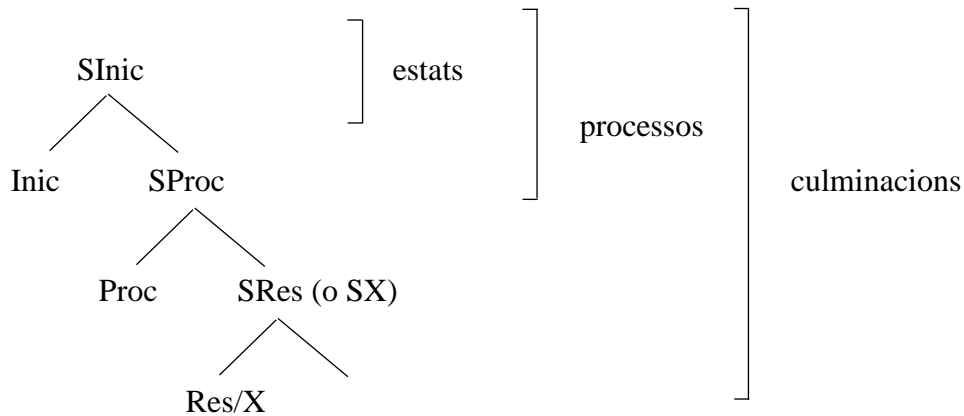 SInic
estats
processos
Inic
SProc
culminacions
Proc
SRes (o SX)
Res/X